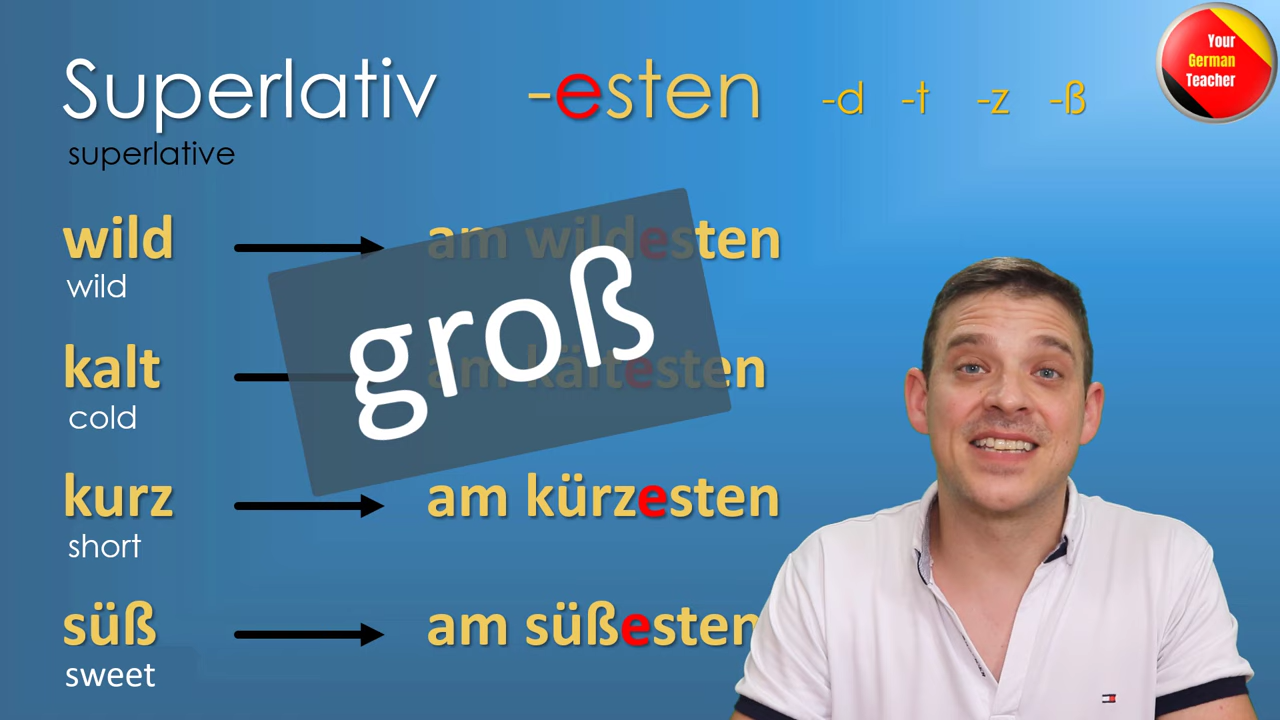 Superlativ -esten -d -t -z -ß
superlative
Your
German
Teacher
wild am wildesten
wild
groß
kalt am kältesten
cold
kurz am kürzesten
short
süß am süßesten
sweet